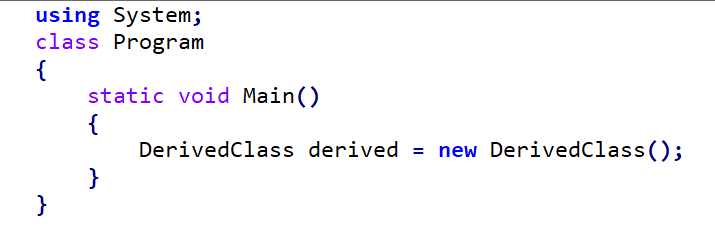 using System;
class Program
{
    static void Main()
    {
        DerivedClass derived = new DerivedClass();
    }
}